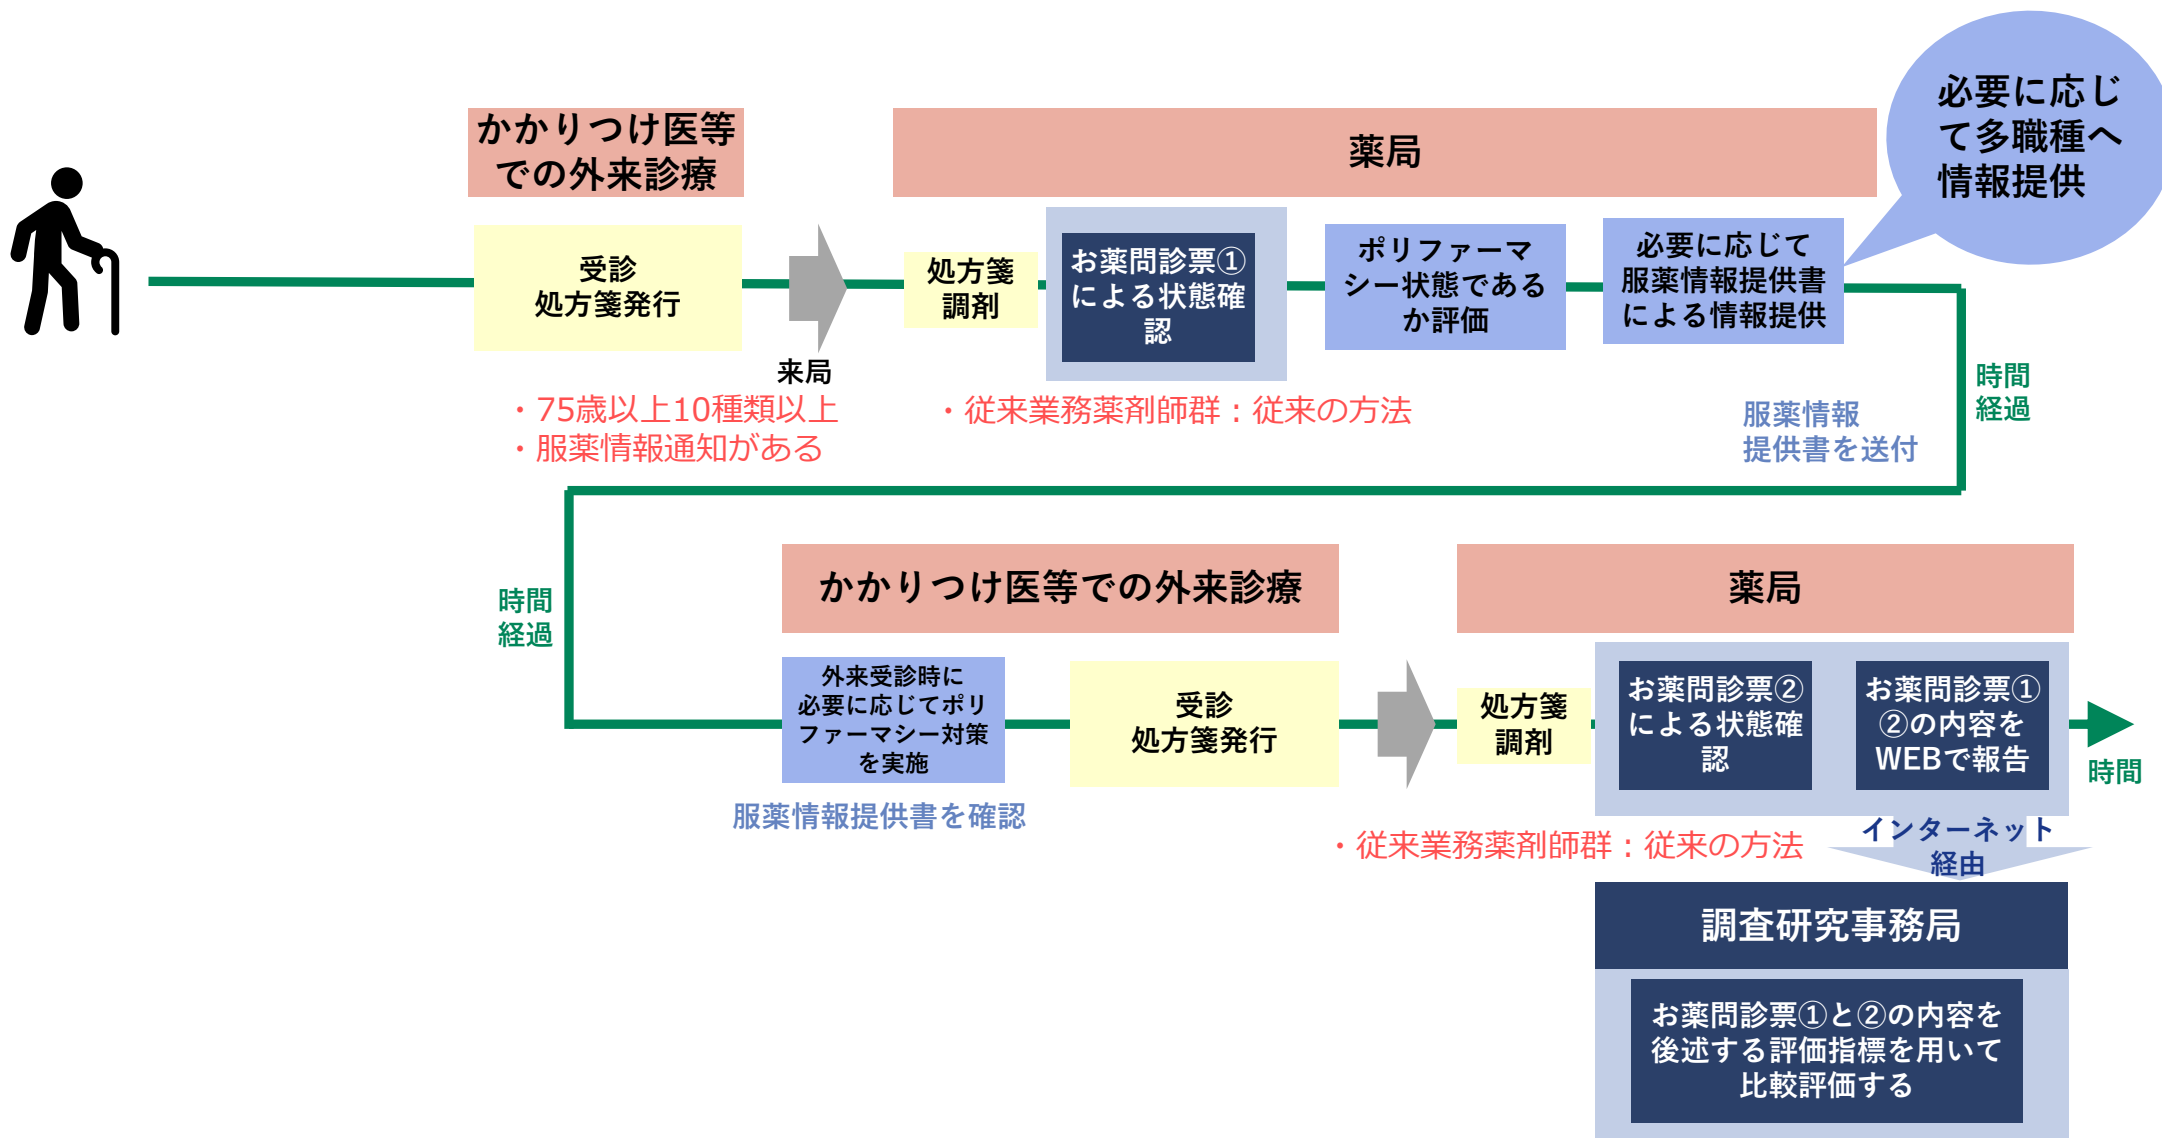 かかりつけ医等
での外来診療
薬局
必要に応じ
て多職種へ
情報提供
受診
処方箋発行
来局
処方箋
調剤
お薬問診票①
による状態確
認
ポリファーマ
シー状態である
か評価
必要に応じて
服薬情報提供書
による情報提供
・75歳以上10種類以上
・服薬情報通知がある
・従来業務薬剤師群：従来の方法
服薬情報
提供書を送付
時間
経過
時間
経過
かかりつけ医等での外来診療
薬局
外来受診時に
必要に応じてポリ
ファーマシー対策
を実施
服薬情報提供書を確認
受診
処方箋発行
処方箋
調剤
お薬問診票②
による状態確
認
お薬問診票①
②の内容を
WEBで報告
時間
・従来業務薬剤師群：従来の方法
インターネット
経由
調査研究事務局
お薬問診票①と②の内容を
後述する評価指標を用いて
比較評価する